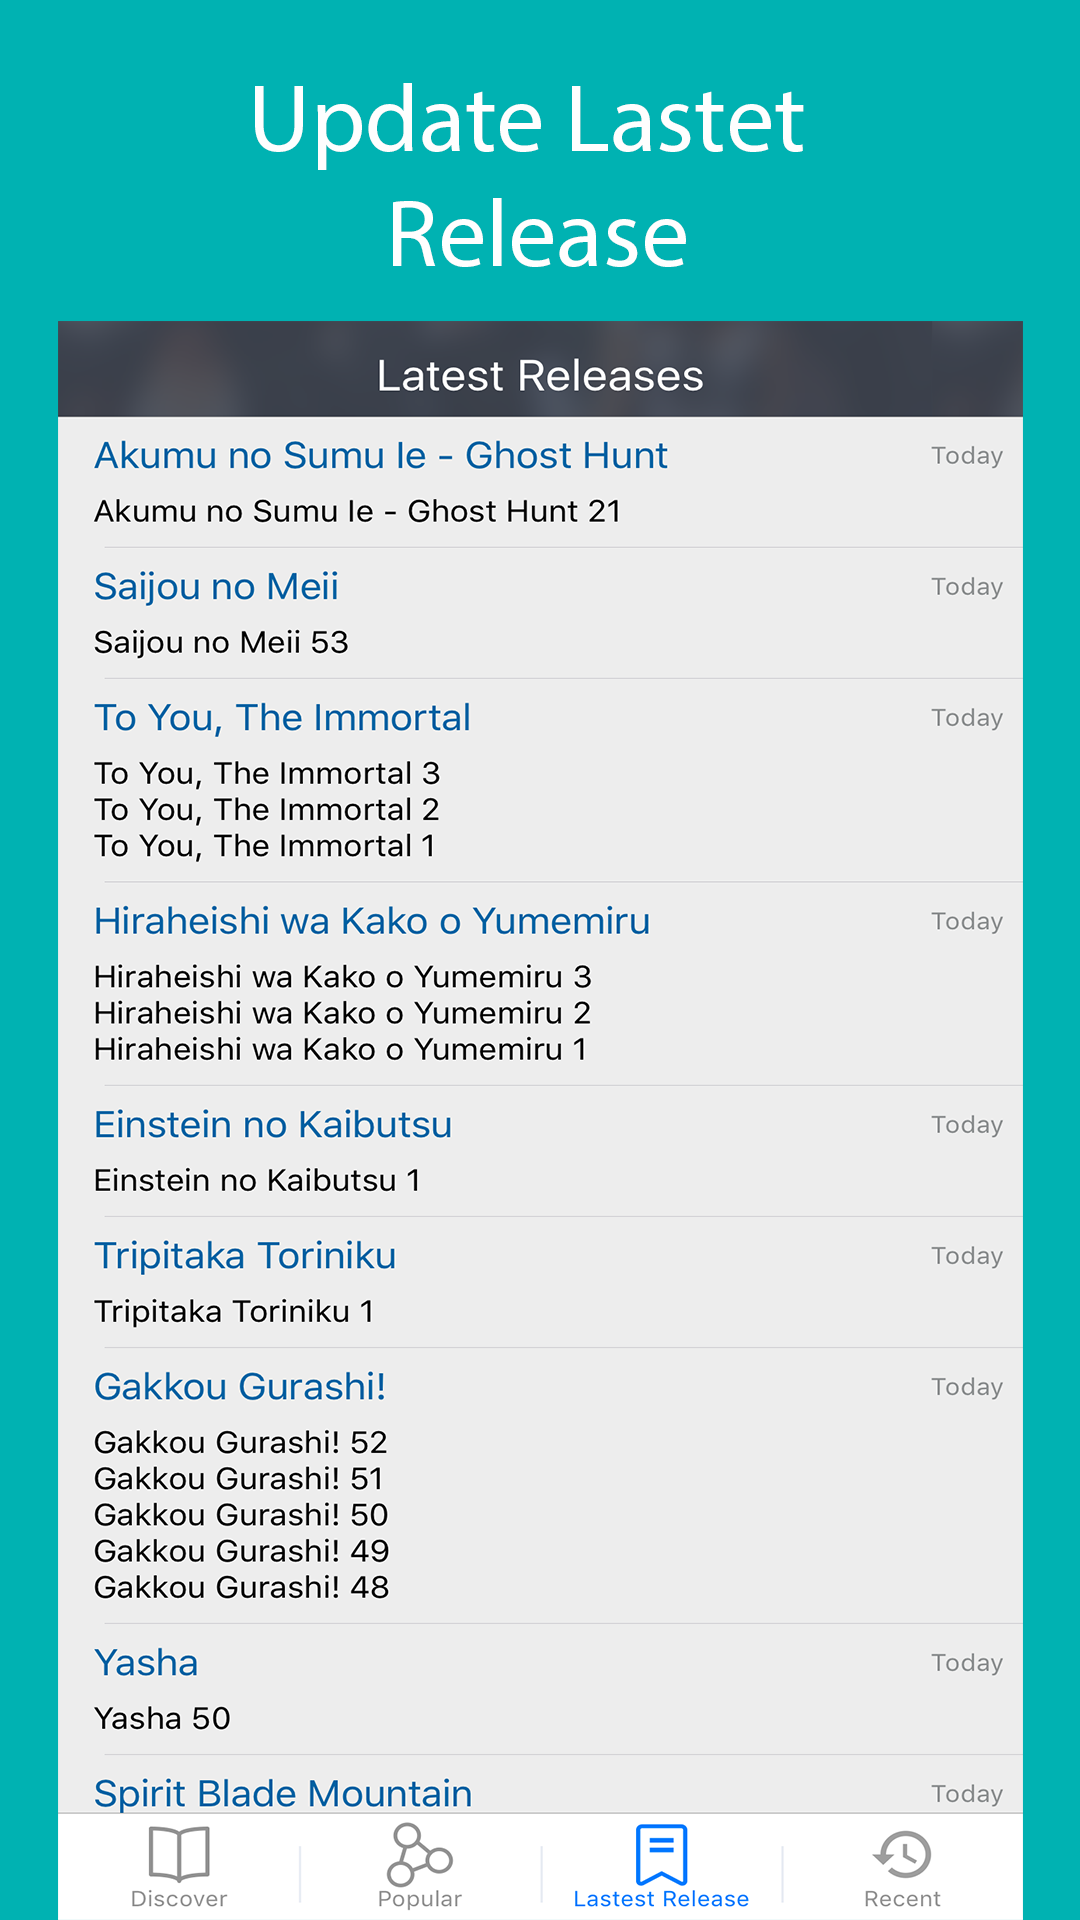 Update Lastet
Release
Latest Releases
Akumu no Sumu Ie - Ghost Hunt Today
Akumu no Sumu Ie - Ghost Hunt 21
Saijou no Meii Today
Saijou no Meii 53
To You, The Immortal Today
To You, The Immortal 3
To You, The Immortal 2
To You, The Immortal 1
Hiraheishi wa Kako o Yumemiru Today
Hiraheishi wa Kako o Yumemiru 3
Hiraheishi wa Kako o Yumemiru 2
Hiraheishi wa Kako o Yumemiru 1
Einstein no Kaibutsu Today
Einstein no Kaibutsu 1
Tripitaka Toriniku Today
Tripitaka Toriniku 1
Gakkou Gurashi! Today
Gakkou Gurashi! 52
Gakkou Gurashi! 51
Gakkou Gurashi! 50
Gakkou Gurashi! 49
Gakkou Gurashi! 48
Yasha Today
Yasha 50
Spirit Blade Mountain Today
Discover Popular Lastest Release Recent